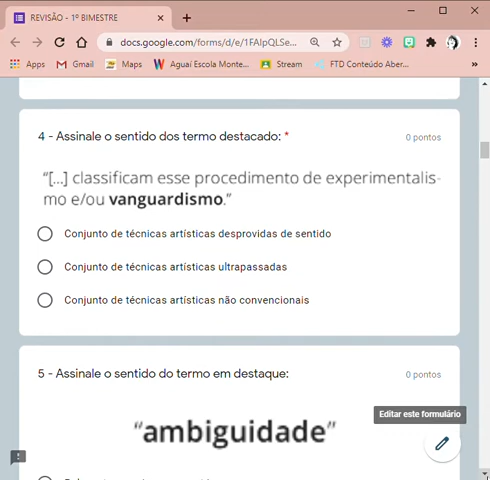 REVISÃO - 1º BIMESTRE
docs.google.com/forms/d/e/1FAIpQLSe...
Apps Gmail Maps Aguaí Escola Monte... Stream FTD Conteúdo Aber...
4 - Assinale o sentido dos termo destacado: *
0 pontos
“[...] classificam esse procedimento de experimentalis-
mo e/ou vanguardismo.”
Conjunto de técnicas artísticas desprovidas de sentido
Conjunto de técnicas artísticas ultrapassadas
Conjunto de técnicas artísticas não convencionais
5 - Assinale o sentido do termo em destaque:
0 pontos
Editar este formulário
“ambiguidade”